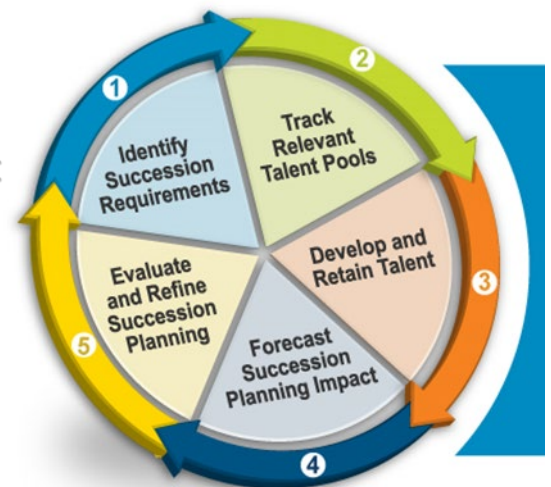 1
Identify
Succession
Requirements
2
Track
Relevant
Talent Pools
3
Develop and
Retain Talent
4
Forecast
Succession
Planning Impact
5
Evaluate
and Refine
Succession
Planning